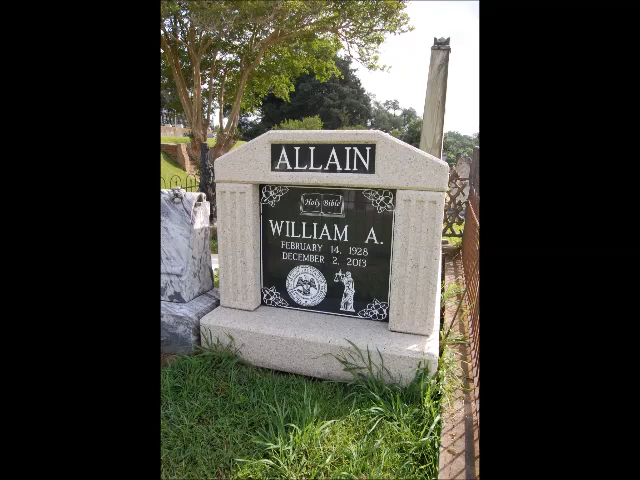 ALLAIN
Holy Bible
WILLIAM A.
FEBRUARY 14, 1928
DECEMBER 2, 2013